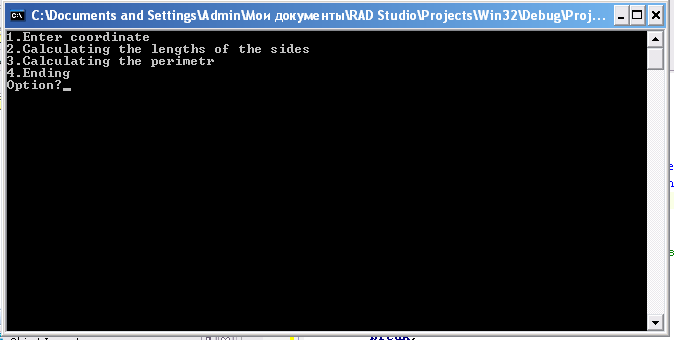 C:\Documents and Settings\Admin\Мои документы\RAD Studio\Projects\Win32\Debug\Proj...
1.Enter coordinate
2.Calculating the lengths of the sides
3.Calculating the perimetr
4.Ending
Option?_